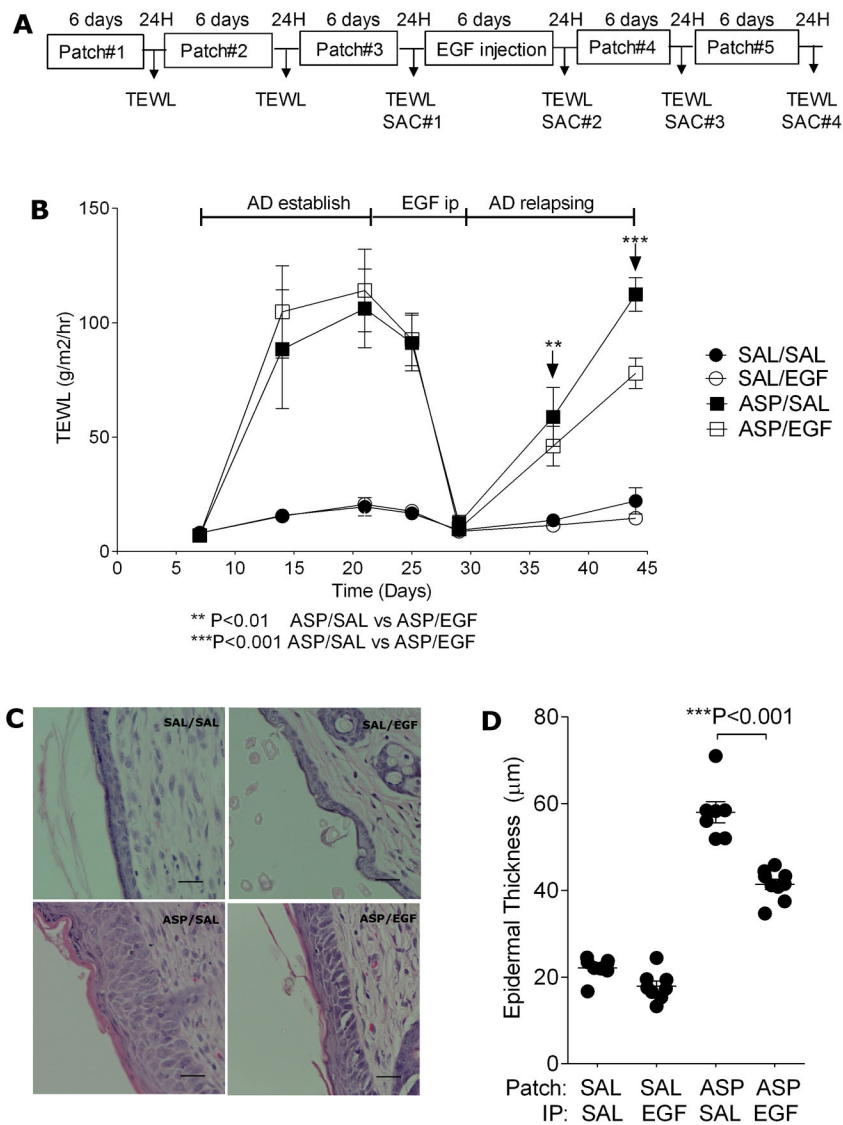 A
6 days 24H 6 days 24H 6 days 24H 6 days 24H 6 days 24H 6 days 24H
Patch#1 Patch#2 Patch#3 EGF injection Patch#4 Patch#5
TEWL TEWL TEWL TEWL TEWL TEWL
SAC#1 SAC#2 SAC#3 SAC#4
B
AD establish EGF ip AD relapsing
TEWL (g/m2/hr)
150
100
50
0
** ***
0 5 10 15 20 25 30 35 40 45
Time (Days)
SAL/SAL
SAL/EGF
ASP/SAL
ASP/EGF
** P<0.01 ASP/SAL vs ASP/EGF
***P<0.001 ASP/SAL vs ASP/EGF
C
SAL/SAL SAL/EGF
ASP/SAL ASP/EGF
D
***P<0.001
Epidermal Thickness (μm)
80
60
40
20
0
Patch: SAL SAL ASP ASP
IP: SAL EGF SAL EGF